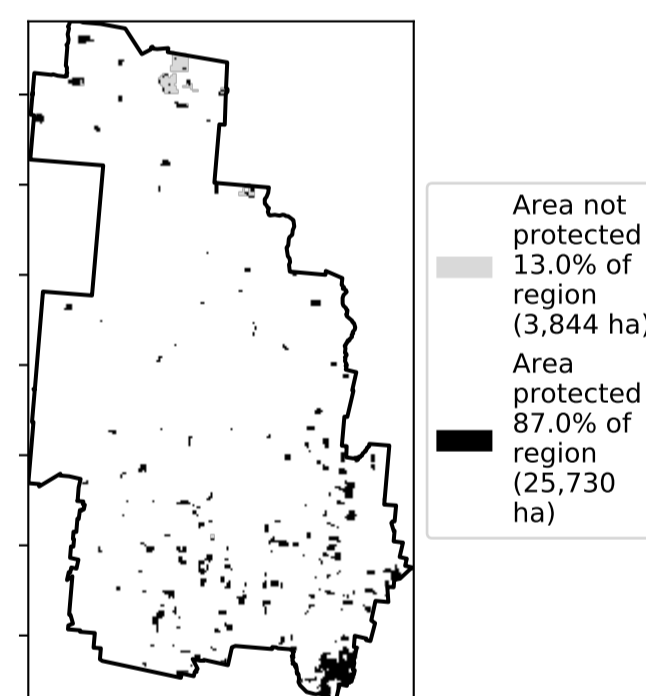 Area not
protected
13.0% of
region
(3,844 ha)
Area
protected
87.0% of
region
(25,730
ha)